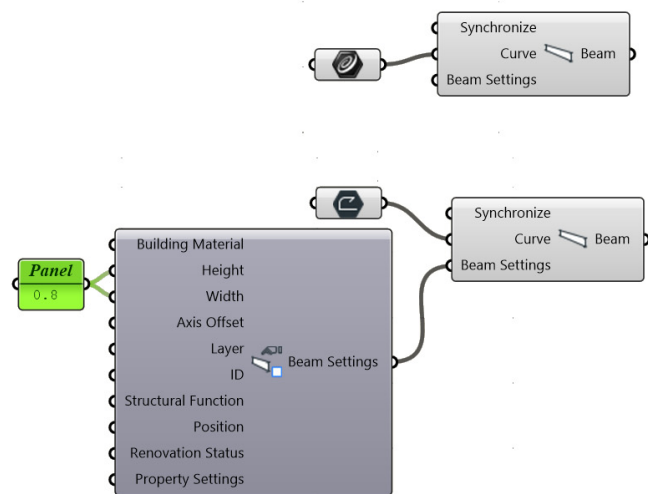 Synchronize
Curve
Beam
Beam Settings
Synchronize
Curve
Beam
Beam Settings
Panel
0.8
Building Material
Height
Width
Axis Offset
Layer
ID
Beam Settings
Structural Function
Position
Renovation Status
Property Settings